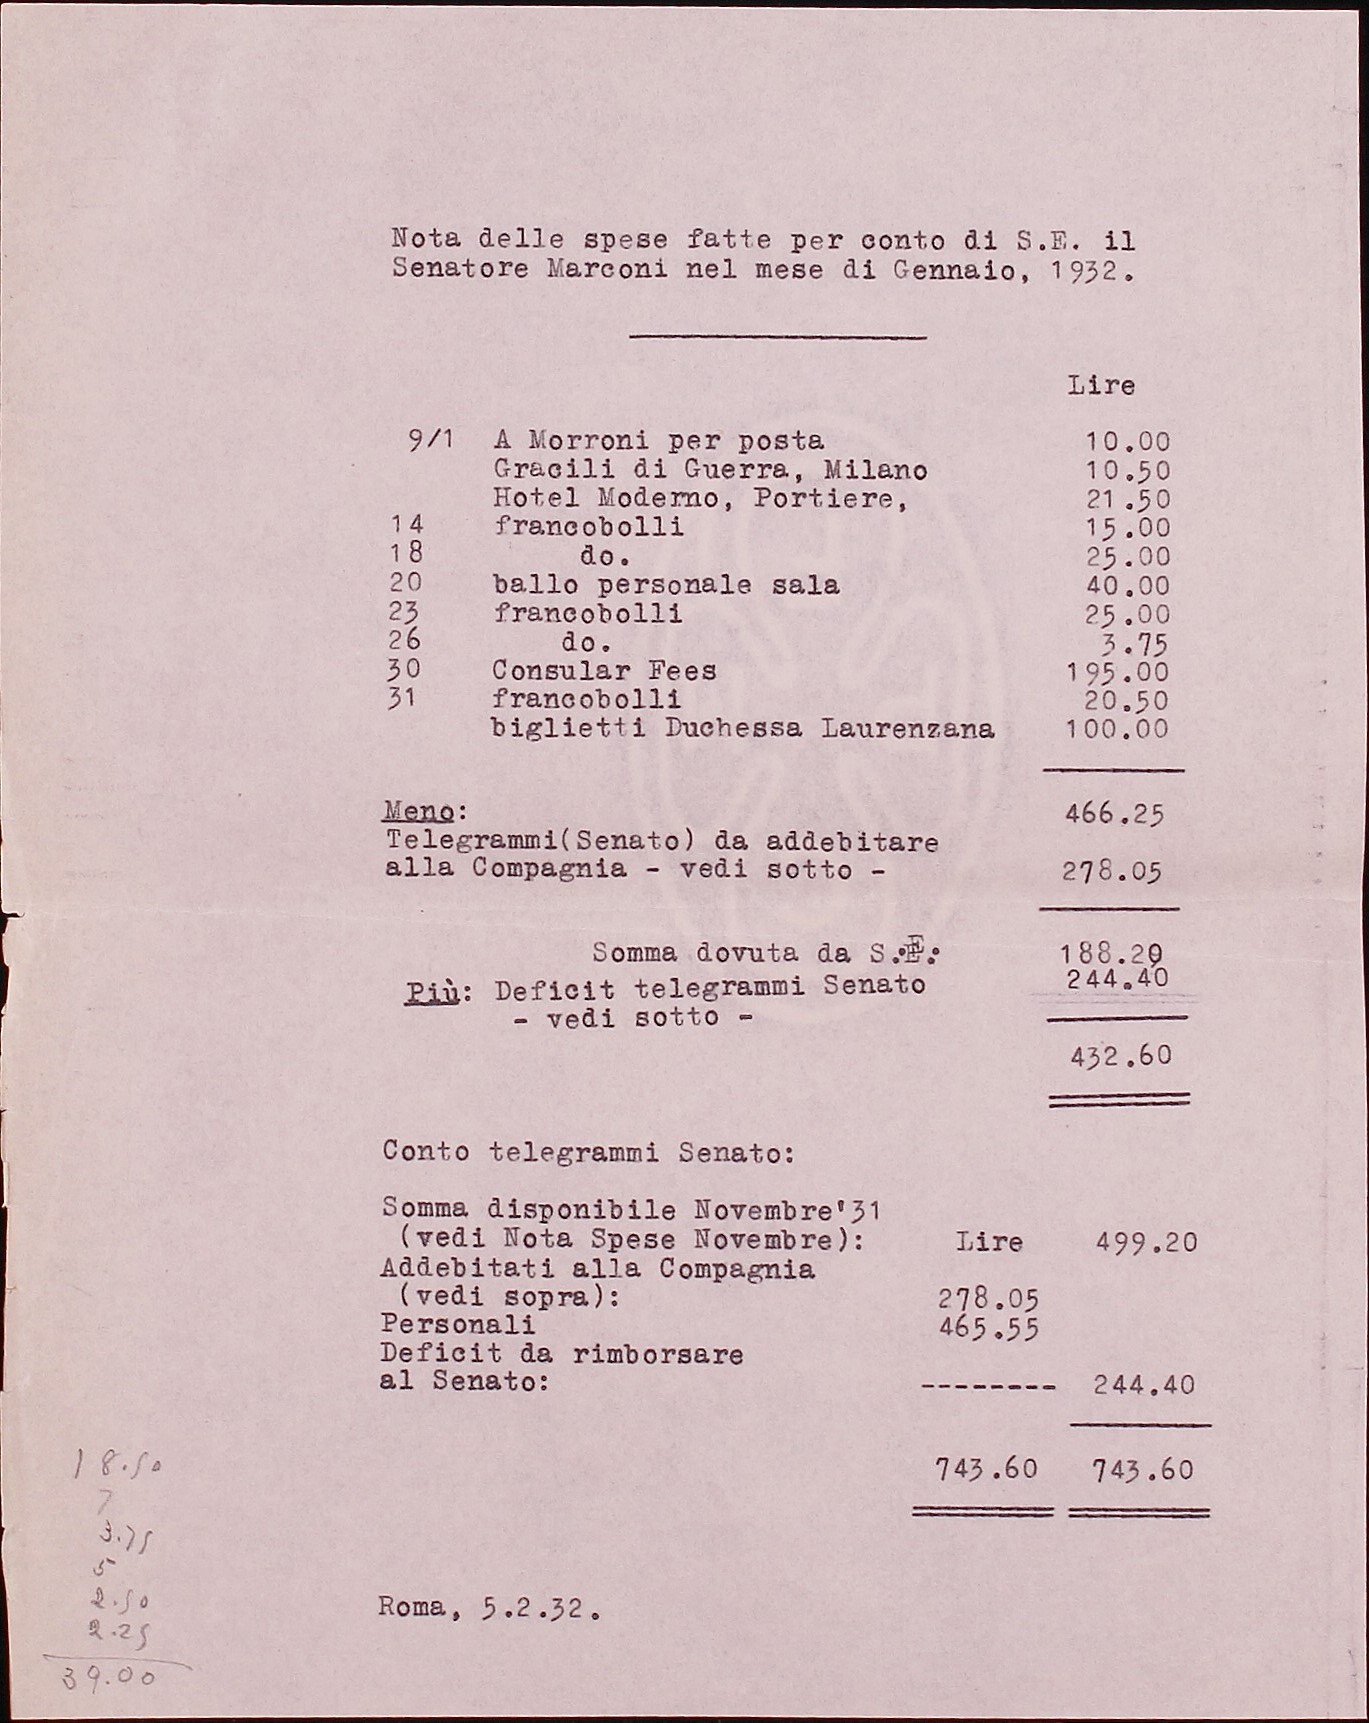 Nota delle spese fatte per conto di S.E. il
Senatore Marconi nel mese di Gennaio, 1932.
Lire
9/1 A Morroni per posta 10.00
Gracili di Guerra, Milano 10.50
Hotel Moderno, Portiere, 21.50
14 francobolli 15.00
18 do. 25.00
20 ballo personale sala 40.00
23 francobolli 25.00
26 do. 3.75
30 Consular Fees 195.00
31 francobolli 20.50
biglietti Duchessa Laurenzana 100.00
Meno: 466.25
Telegrammi(Senato) da addebitare
alla Compagnia - vedi sotto - 278.05
Somma dovuta da S.E: 188.20
Più: Deficit telegrammi Senato 244.40
- vedi sotto -
432.60
Conto telegrammi Senato:
Somma disponibile Novembre'31
(vedi Nota Spese Novembre): Lire 499.20
Addebitati alla Compagnia
(vedi sopra): 278.05
Personali 465.55
Deficit da rimborsare
al Senato: -------- 244.40
743.60 743.60
Roma, 5.2.32.
18.50
7
3.75
5
2.50
2.25
39.00